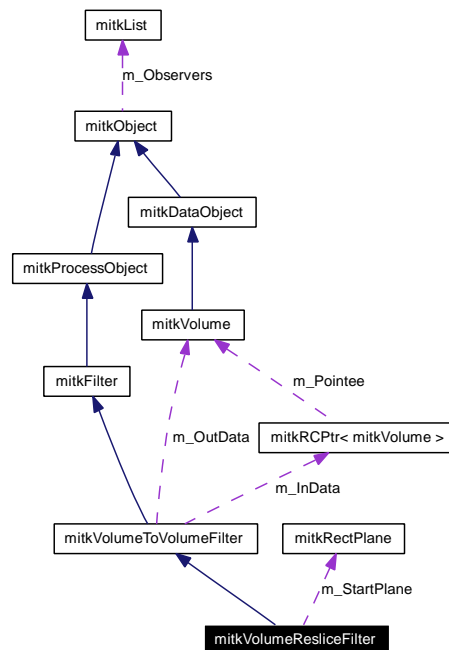 mitkList
m_Observers
mitkObject
mitkDataObject
mitkProcessObject
mitkVolume
mitkFilter
m_Pointee
m_OutData
mitkRCPtr< mitkVolume >
m_InData
mitkVolumeToVolumeFilter
mitkRectPlane
m_StartPlane
mitkVolumeResliceFilter